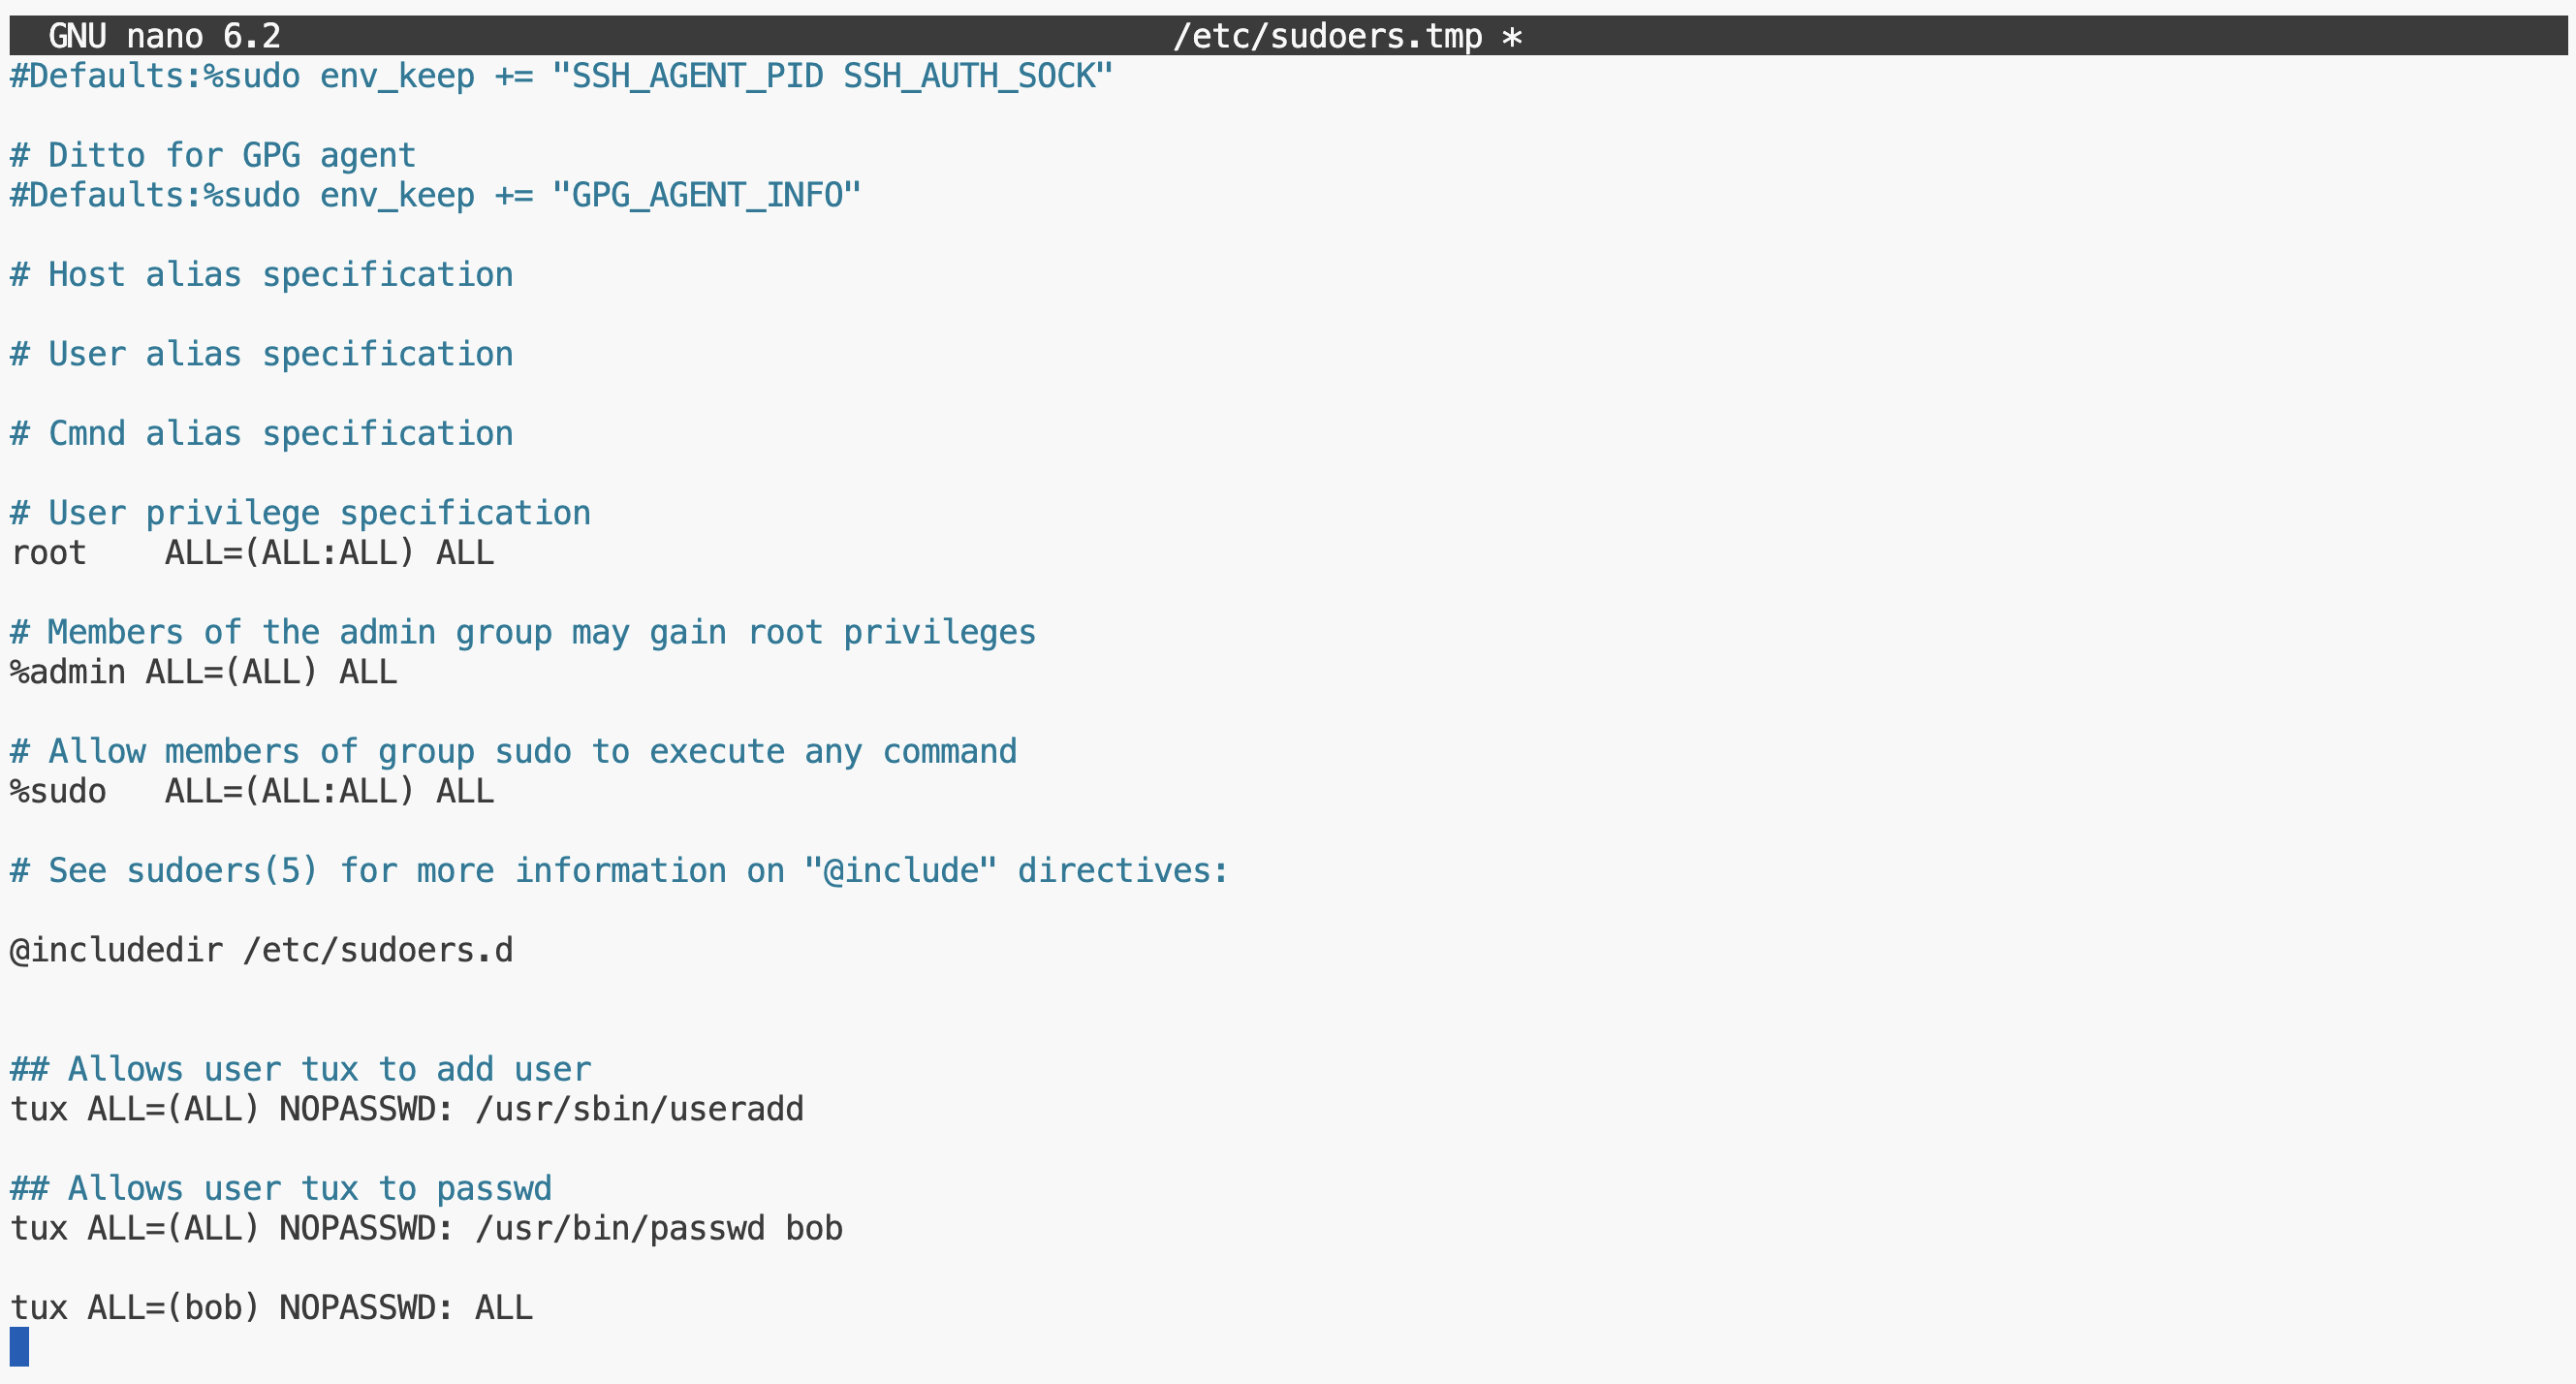 GNU nano 6.2 /etc/sudoers.tmp *
#Defaults:%sudo env_keep += "SSH_AGENT_PID SSH_AUTH_SOCK"
# Ditto for GPG agent
#Defaults:%sudo env_keep += "GPG_AGENT_INFO"
# Host alias specification
# User alias specification
# Cmnd alias specification
# User privilege specification
root    ALL=(ALL:ALL) ALL
# Members of the admin group may gain root privileges
%admin ALL=(ALL) ALL
# Allow members of group sudo to execute any command
%sudo   ALL=(ALL:ALL) ALL
# See sudoers(5) for more information on "@include" directives:
@includedir /etc/sudoers.d
## Allows user tux to add user
tux ALL=(ALL) NOPASSWD: /usr/sbin/useradd
## Allows user tux to passwd
tux ALL=(ALL) NOPASSWD: /usr/bin/passwd bob
tux ALL=(bob) NOPASSWD: ALL